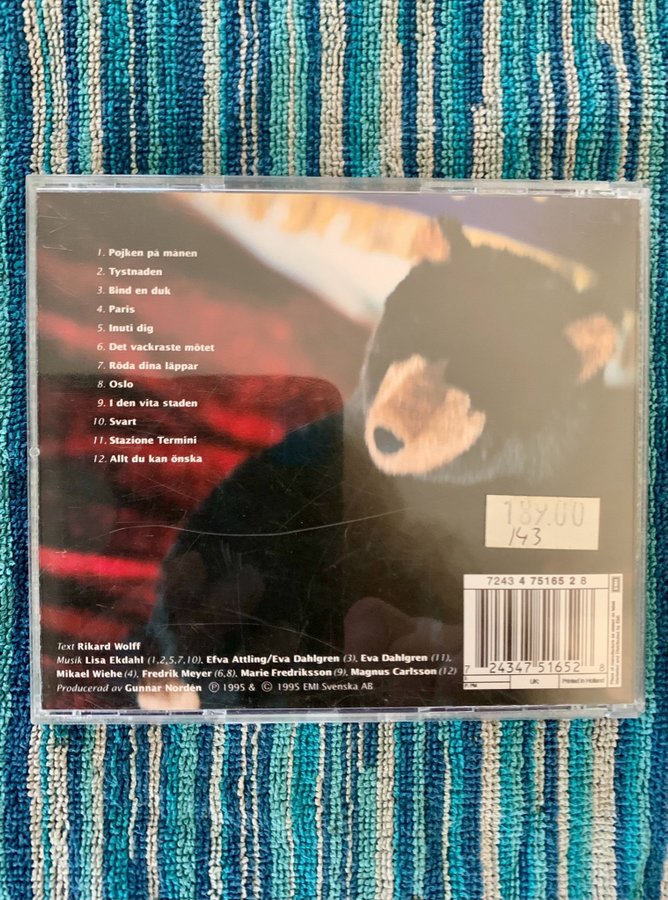 1. Pojken på månen
2. Tystnaden
3. Bind en duk
4. Paris
5. Inuti dig
6. Det vackraste mötet
7. Röda dina läppar
8. Oslo
9. I den vita staden
10. Svart
11. Stazione Termini
12. Allt du kan önska
189.00
143
Text Rikard Wolff
Musik Lisa Ekdahl (1,2,5,7,10), Efva Attling/Eva Dahlgren (3), Eva Dahlgren (11),
Mikael Wiehe (4), Fredrik Meyer (6,8), Marie Fredriksson (9), Magnus Carlsson (12)
Producerad av Gunnar Nordén ℗ 1995 & © 1995 EMI Svenska AB
7243 4 75165 2 8
7 24347 51652 8
UK: Printed in Holland